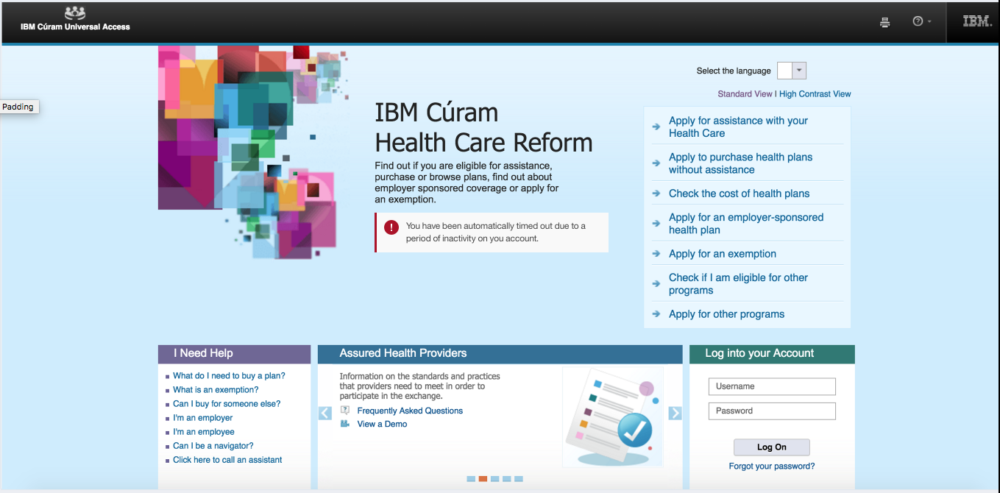 IBM Cúram Universal Access
IBM.
Select the language
Standard View | High Contrast View
Padding
IBM Cúram
Health Care Reform
Find out if you are eligible for assistance,
purchase or browse plans, find out about
employer sponsored coverage or apply for
an exemption.
You have been automatically timed out due to a
period of inactivity on you account.
Apply for assistance with your
Health Care
Apply to purchase health plans
without assistance
Check the cost of health plans
Apply for an employer-sponsored
health plan
Apply for an exemption
Check if I am eligible for other
programs
Apply for other programs
I Need Help
What do I need to buy a plan?
What is an exemption?
Can I buy for someone else?
I'm an employer
I'm an employee
Can I be a navigator?
Click here to call an assistant
Assured Health Providers
Information on the standards and practices
that providers need to meet in order to
participate in the exchange.
Frequently Asked Questions
View a Demo
Log into your Account
Username
Password
Log On
Forgot your password?